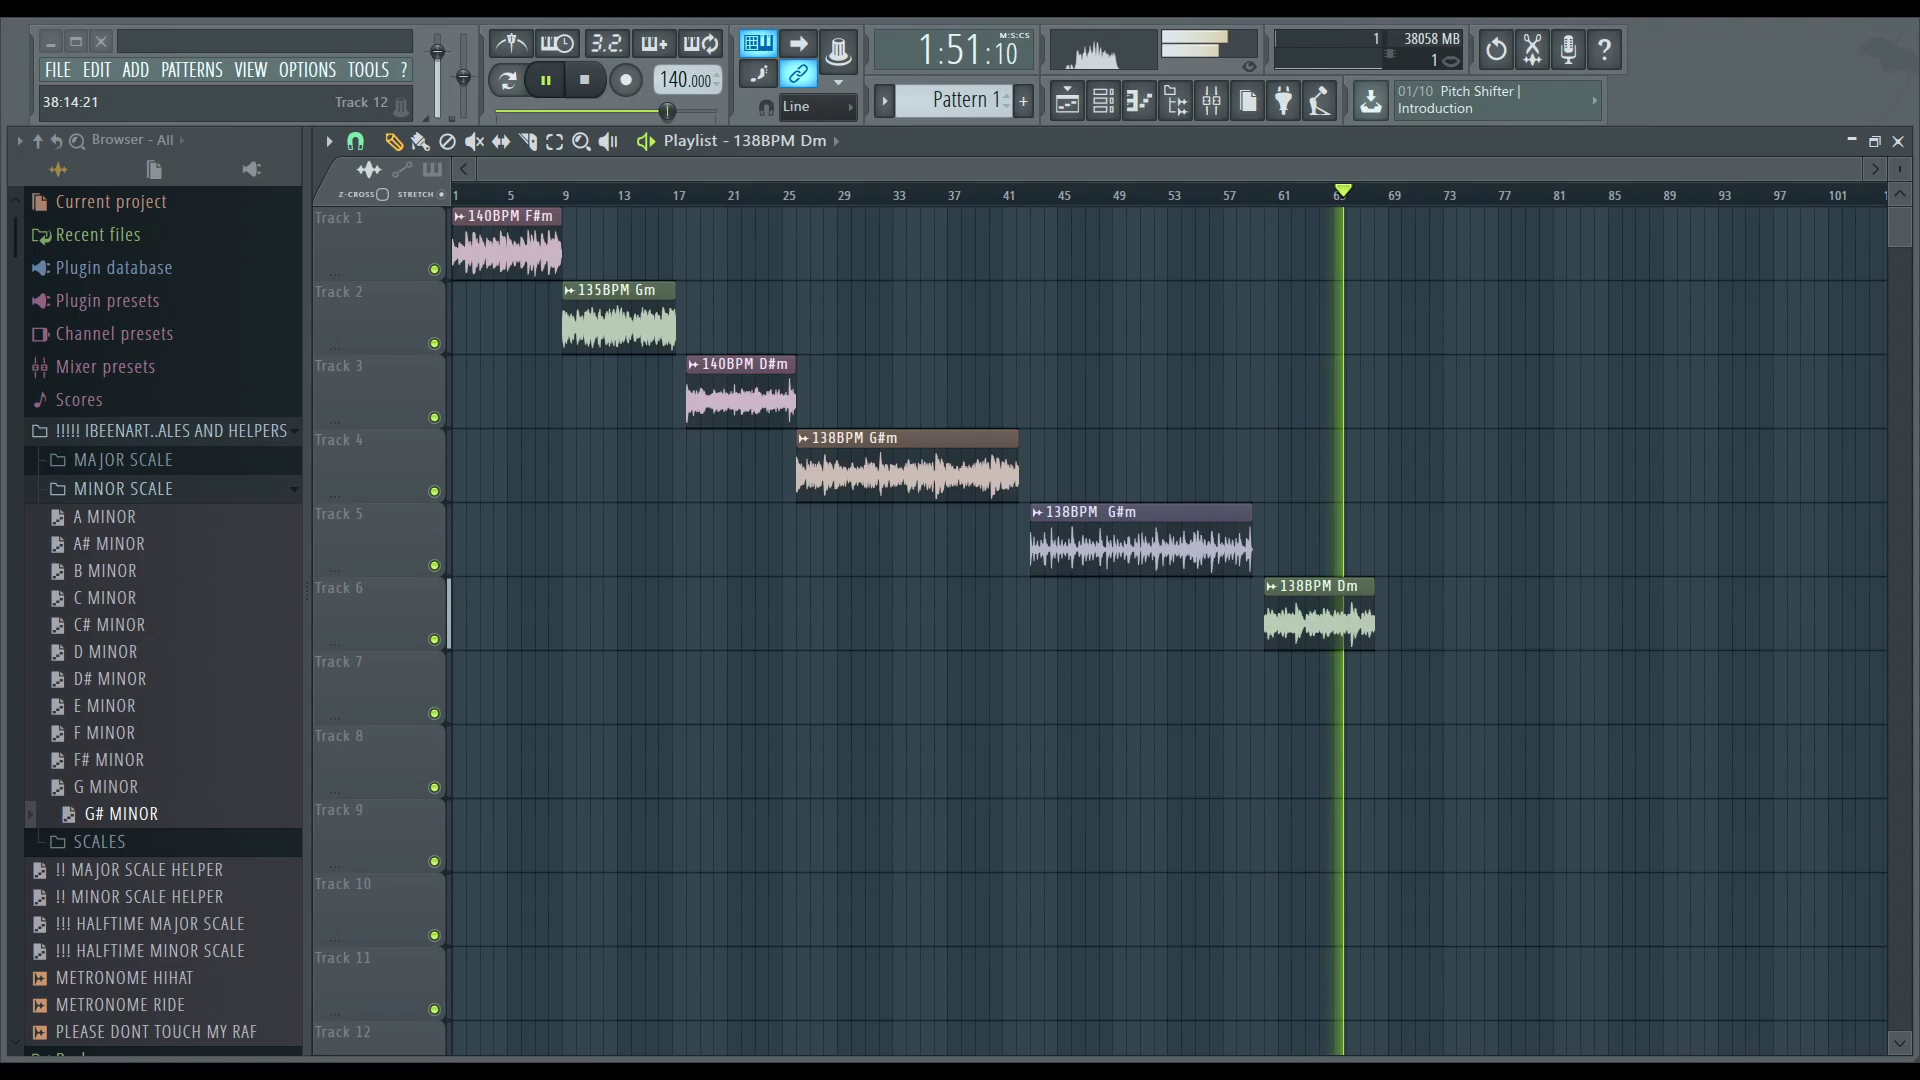 FILE EDIT ADD PATTERNS VIEW OPTIONS TOOLS ?
38:14:21 Track 12
3.2.
140.000
Line
1:51:10 M:S:CS
Pattern 1 +
1 38058 MB
1
?
01/10 Pitch Shifter |
Introduction
Browser - All
Playlist - 138BPM Dm
Z-CROSS STRETCH
1 5 9 13 17 21 25 29 33 37 41 45 49 53 57 61 69 73 77 81 85 89 93 97 101
Current project
Recent files
Plugin database
Plugin presets
Channel presets
Mixer presets
Scores
!!!!! IBEENART..ALES AND HELPERS
MAJOR SCALE
MINOR SCALE
A MINOR
A# MINOR
B MINOR
C MINOR
C# MINOR
D MINOR
D# MINOR
E MINOR
F MINOR
F# MINOR
G MINOR
G# MINOR
SCALES
!! MAJOR SCALE HELPER
!! MINOR SCALE HELPER
!!! HALFTIME MAJOR SCALE
!!! HALFTIME MINOR SCALE
METRONOME HIHAT
METRONOME RIDE
PLEASE DONT TOUCH MY RAF
Track 1
140BPM F#m
Track 2
135BPM Gm
Track 3
140BPM D#m
Track 4
138BPM G#m
Track 5
138BPM G#m
Track 6
138BPM Dm
Track 7
Track 8
Track 9
Track 10
Track 11
Track 12